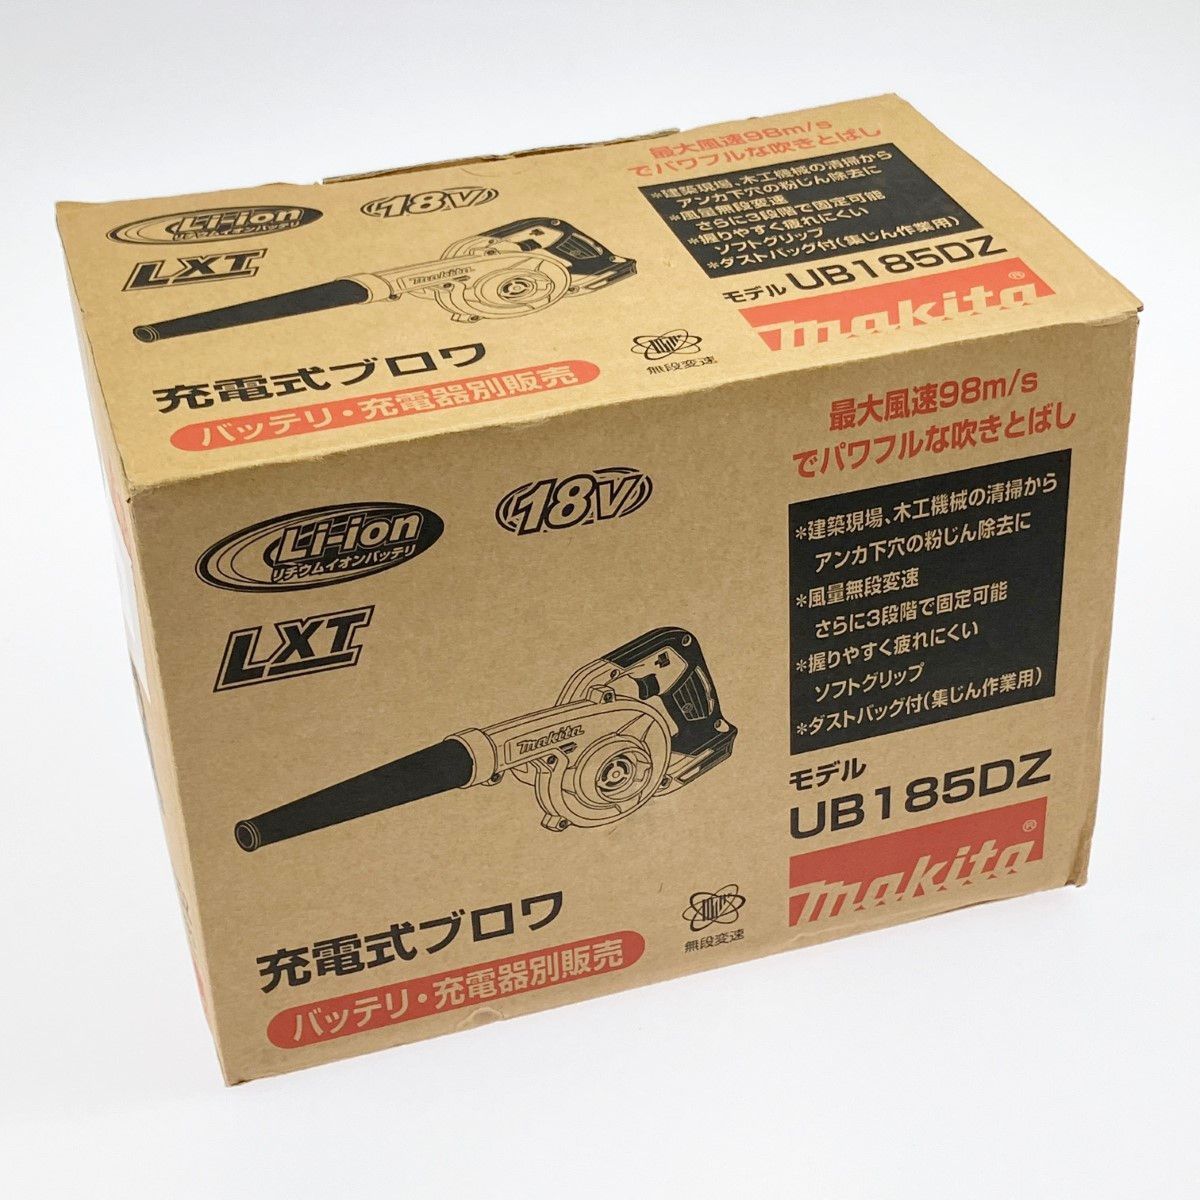 最大風速98m/s
でパワフルな吹きとばし
Li-ion
リチウムイオンバッテリ
18V
LXT
makita
*建築現場、木工機械の清掃から
アンカ下穴の粉じん除去に
*風量無段変速
さらに3段階で固定可能
*握りやすく疲れにくい
ソフトグリップ
*ダストバッグ付(集じん作業用)
モデル UB185DZ
makita®
無段変速
充電式ブロワ
バッテリ・充電器別販売
最大風速98m/s
でパワフルな吹きとばし
Li-ion
リチウムイオンバッテリ
18V
LXT
makita
*建築現場、木工機械の清掃から
アンカ下穴の粉じん除去に
*風量無段変速
さらに3段階で固定可能
*握りやすく疲れにくい
ソフトグリップ
*ダストバッグ付(集じん作業用)
モデル
UB185DZ
makita®
無段変速
充電式ブロワ
バッテリ・充電器別販売